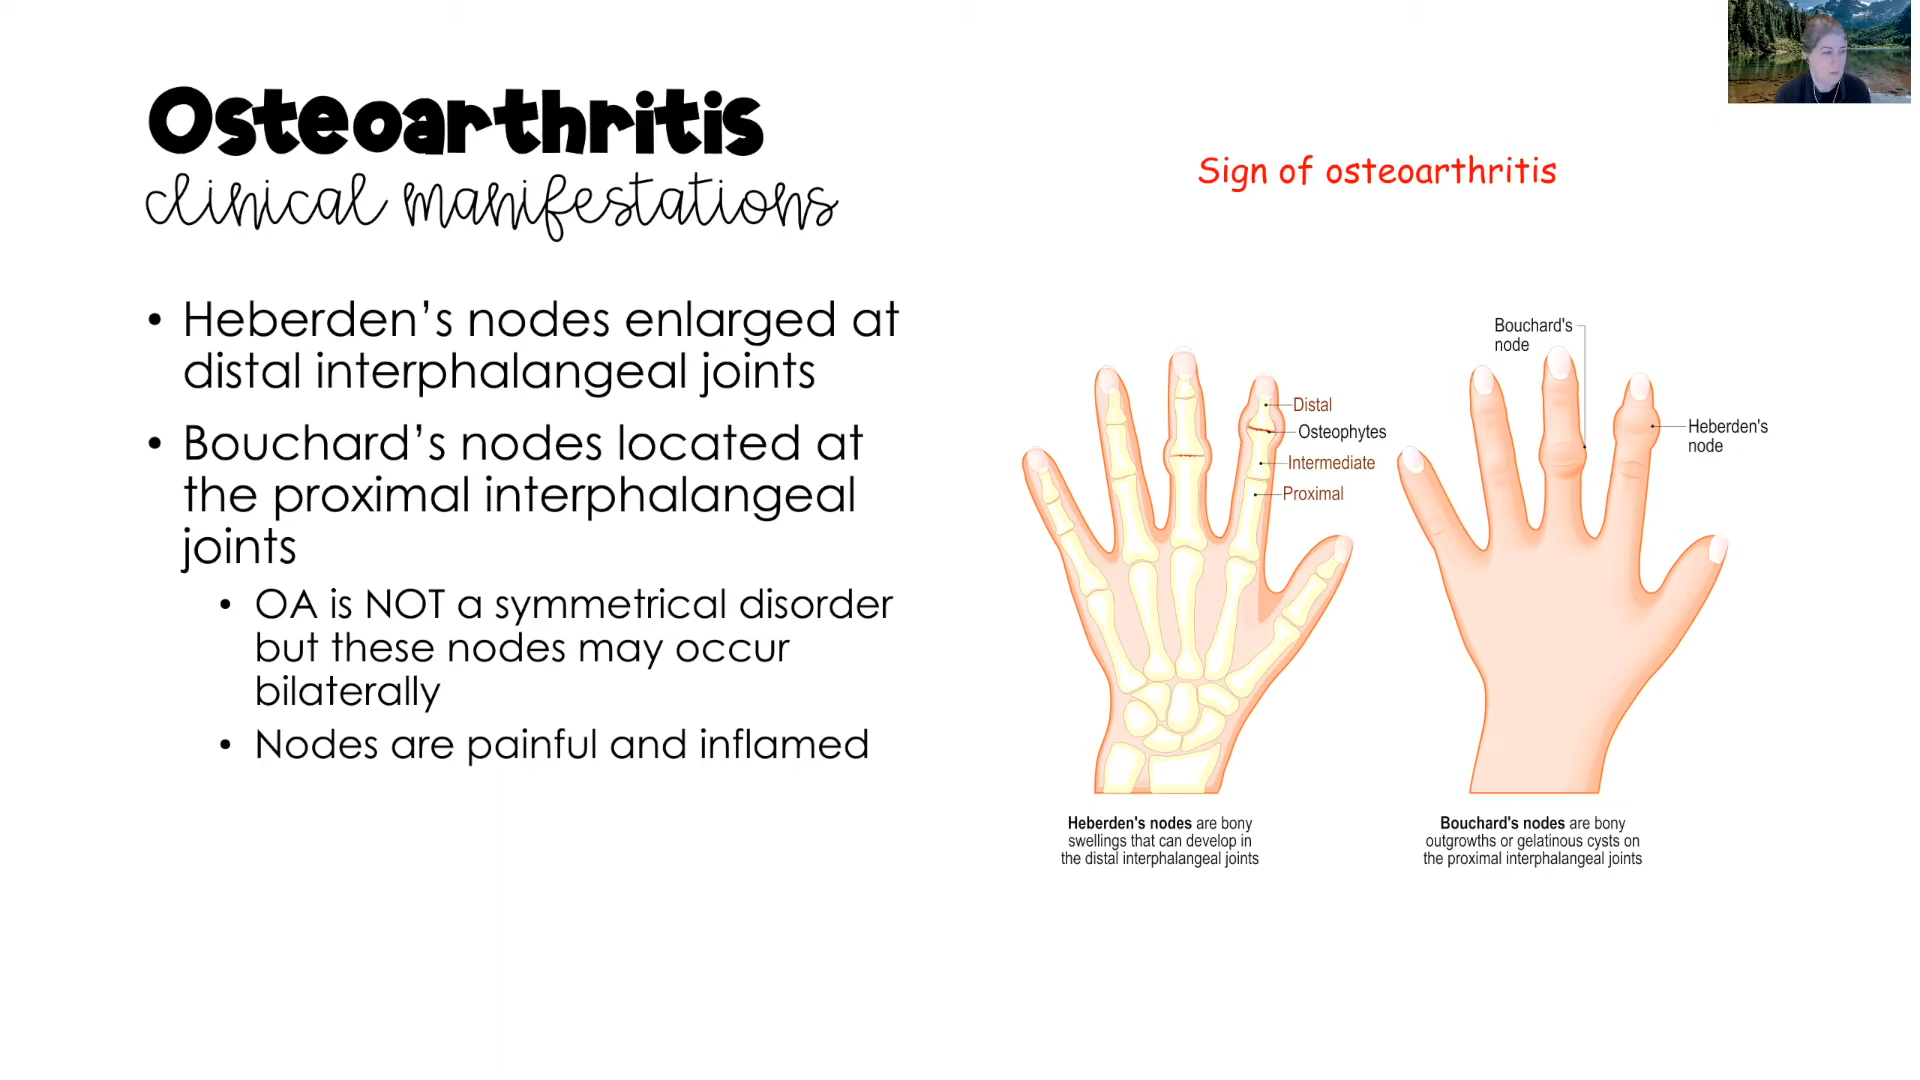 Osteoarthritis
clinical manifestations
• Heberden’s nodes enlarged at
distal interphalangeal joints
• Bouchard’s nodes located at
the proximal interphalangeal
joints
• OA is NOT a symmetrical disorder
but these nodes may occur
bilaterally
• Nodes are painful and inflamed
Sign of osteoarthritis
Distal
Osteophytes
Intermediate
Proximal
Bouchard's
node
Heberden's
node
Heberden's nodes are bony
swellings that can develop in
the distal interphalangeal joints
Bouchard's nodes are bony
outgrowths or gelatinous cysts on
the proximal interphalangeal joints